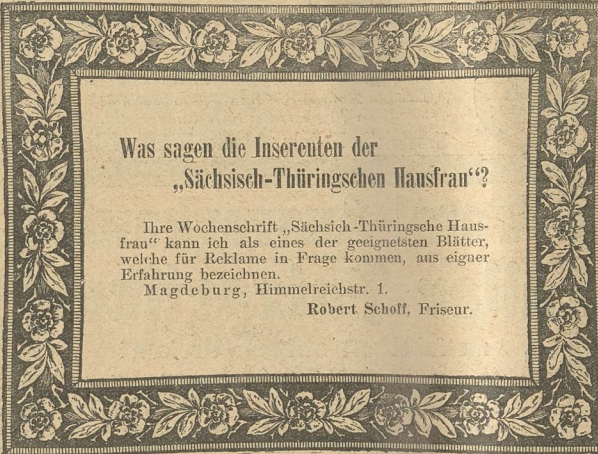 Was sagen die Inserenten der
„Sächsisch-Thüringschen Hausfrau“?
Ihre Wochenschrift „Sächsich-Thüringsche Haus-
frau“ kann ich als eines der geeignetsten Blätter,
welche für Reklame in Frage kommen, aus eigner
Erfahrung bezeichnen.
Magdeburg, Himmelreichstr. 1.
Robert Schoff, Friseur.